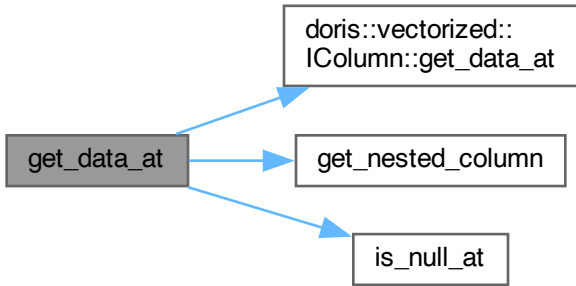 doris::vectorized::
IColumn::get_data_at
get_data_at
get_nested_column
is_null_at